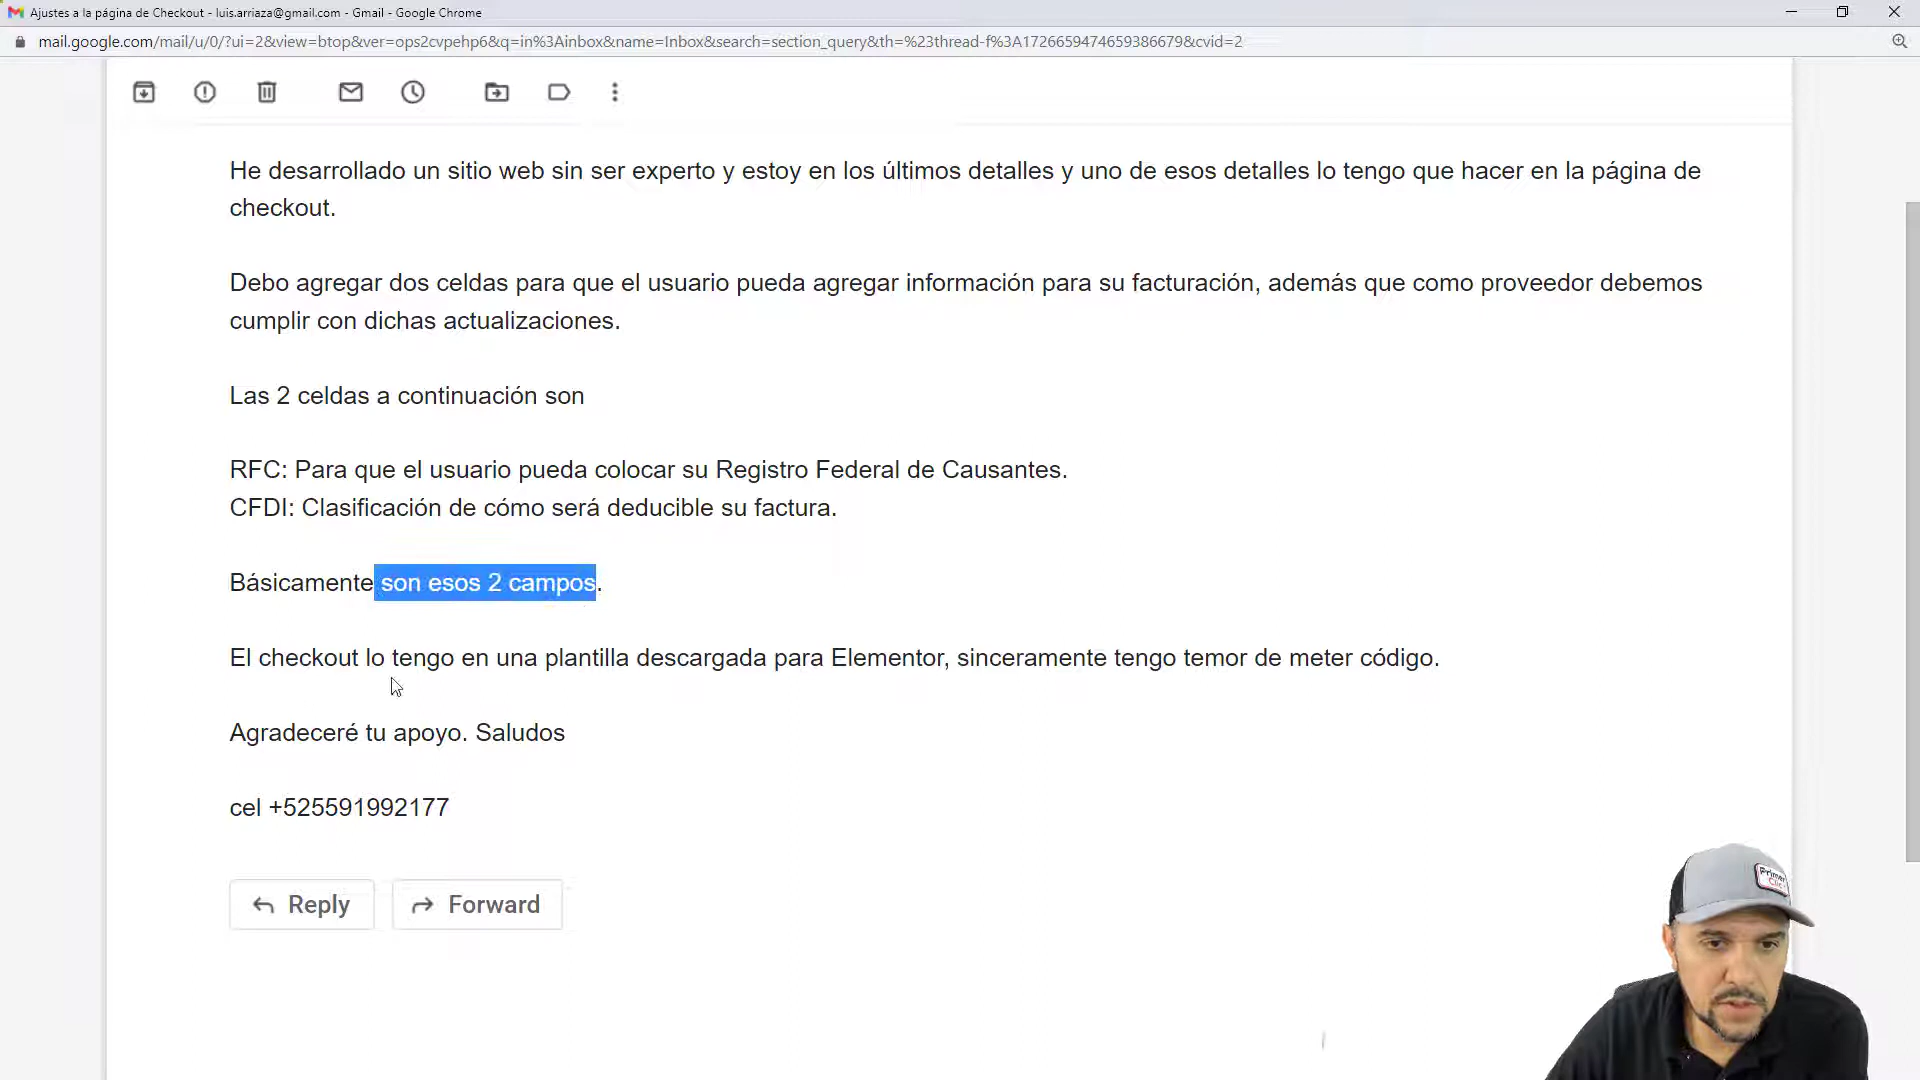 Ajustes a la página de Checkout - luis.arriaza@gmail.com - Gmail - Google Chrome
mail.google.com/mail/u/0/?ui=2&view=btop&ver=ops2cvpehp6&q=in%3Ainbox&name=Inbox&search=section_query&th=%23thread-f%3A1726659474659386679&cvid=2
He desarrollado un sitio web sin ser experto y estoy en los últimos detalles y uno de esos detalles lo tengo que hacer en la página de
checkout.
Debo agregar dos celdas para que el usuario pueda agregar información para su facturación, además que como proveedor debemos
cumplir con dichas actualizaciones.
Las 2 celdas a continuación son
RFC: Para que el usuario pueda colocar su Registro Federal de Causantes.
CFDI: Clasificación de cómo será deducible su factura.
Básicamente son esos 2 campos.
El checkout lo tengo en una plantilla descargada para Elementor, sinceramente tengo temor de meter código.
Agradeceré tu apoyo. Saludos
cel +525591992177
Reply
Forward
Primer
Clic